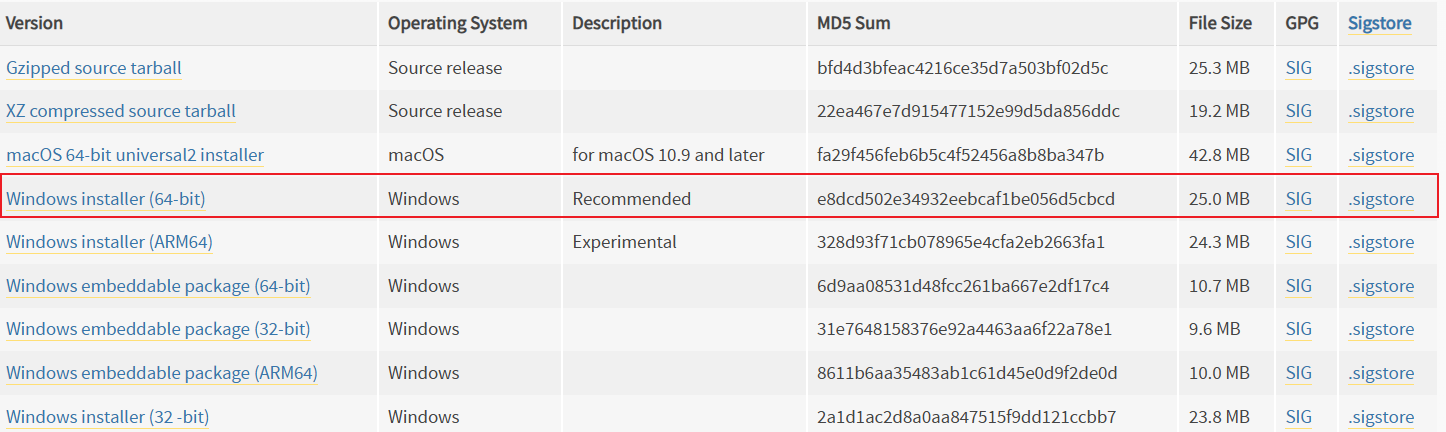 Version Operating System Description MD5 Sum File Size GPG Sigstore
Gzipped source tarball Source release bfd4d3bfeac4216ce35d7a503bf02d5c 25.3 MB SIG .sigstore
XZ compressed source tarball Source release 22ea467e7d915477152e99d5da856ddc 19.2 MB SIG .sigstore
macOS 64-bit universal2 installer macOS for macOS 10.9 and later fa29f456feb6b5c4f52456a8b8ba347b 42.8 MB SIG .sigstore
Windows installer (64-bit) Windows Recommended e8dcd502e34932eebcaf1be056d5cbcd 25.0 MB SIG .sigstore
Windows installer (ARM64) Windows Experimental 328d93f71cb078965e4cfa2eb2663fa1 24.3 MB SIG .sigstore
Windows embeddable package (64-bit) Windows 6d9aa08531d48fcc261ba667e2df17c4 10.7 MB SIG .sigstore
Windows embeddable package (32-bit) Windows 31e7648158376e92a4463aa6f22a78e1 9.6 MB SIG .sigstore
Windows embeddable package (ARM64) Windows 8611b6aa35483ab1c61d45e0d9f2de0d 10.0 MB SIG .sigstore
Windows installer (32 -bit) Windows 2a1d1ac2d8a0aa847515f9dd121ccbb7 23.8 MB SIG .sigstore